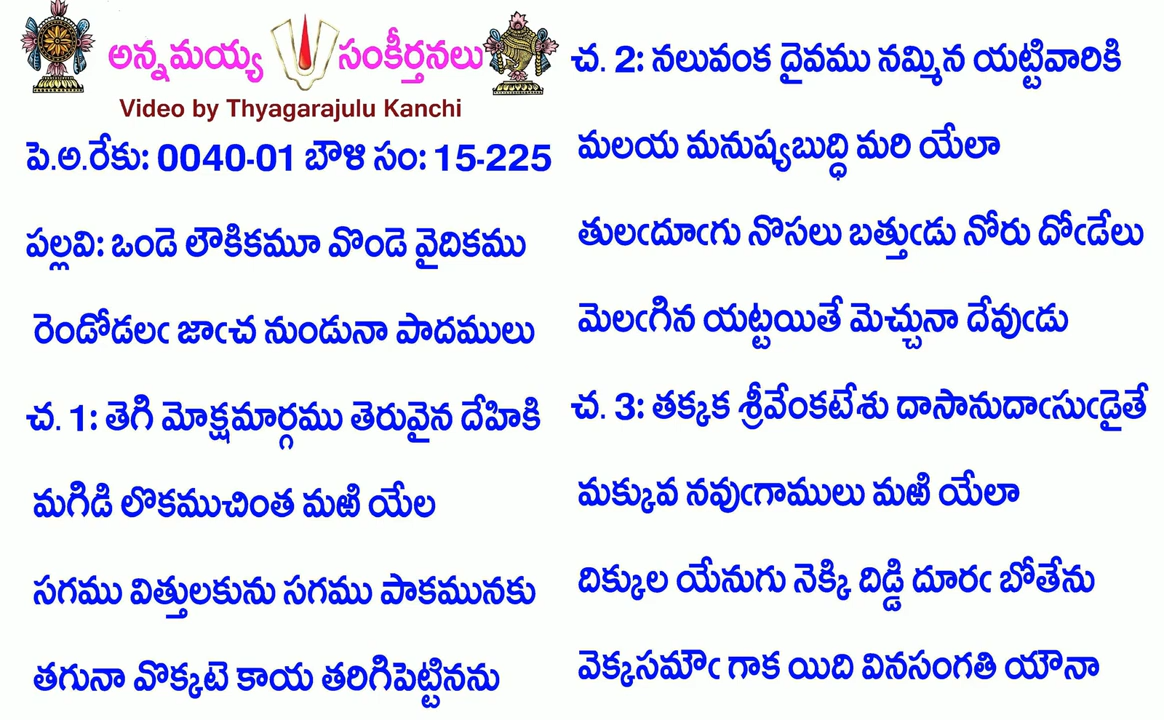 అన్నమయ్య సంకీర్తనలు
Video by Thyagarajulu Kanchi
పె.అ.రేకు: 0040-01 బౌళి సం: 15-225
పల్లవి: ఒండె లౌకికమూ వొండె వైదికము
రెండోడలఁ జాఁచ నుండునా పాదములు
చ. 1: తెగి మోక్షమార్గము తెరువైన దేహికి
మగిడి లొకముచింత మఱి యేల
సగము విత్తులకును సగము పాకమునకు
తగునా వొక్కటె కాయ తరిగిపెట్టినను
చ. 2: నలువంక దైవము నమ్మిన యట్టివారికి
మలయ మనుష్యబుద్ధి మరి యేలా
తులఁదూఁగు నొసలు బత్తుఁడు నోరు దోఁడేలు
మెలఁగిన యట్టయితే మెచ్చునా దేవుఁడు
చ. 3: తక్కక శ్రీవేంకటేశు దాసానుదాఁసుఁడైతే
మక్కువ నవుఁగాములు మఱి యేలా
దిక్కుల యేనుగు నెక్కి దిడ్డి దూరఁ బోతేను
వెక్కసమౌఁ గాక యిది వినసంగతి యౌనా